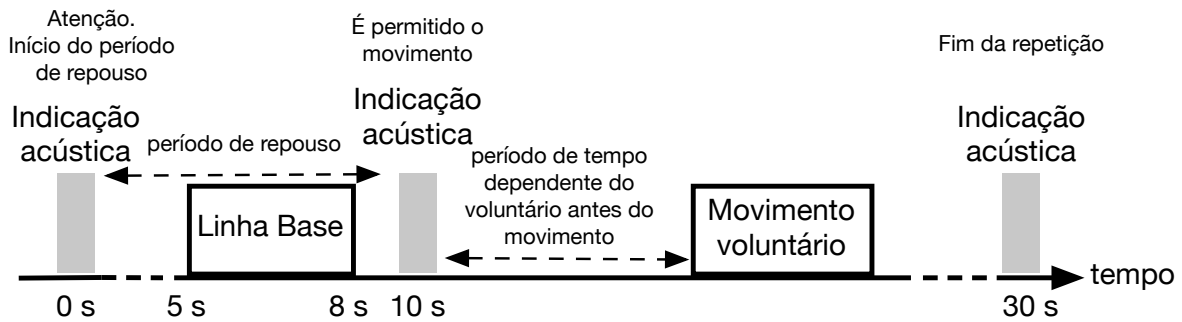 Atenção.
Início do período
de repouso
Indicação
acústica
período de repouso
Linha Base
É permitido o
movimento
Indicação
acústica
período de tempo
dependente do
voluntário antes do
movimento
Movimento
voluntário
Fim da repetição
Indicação
acústica
tempo
0 s
5 s
8 s
10 s
30 s